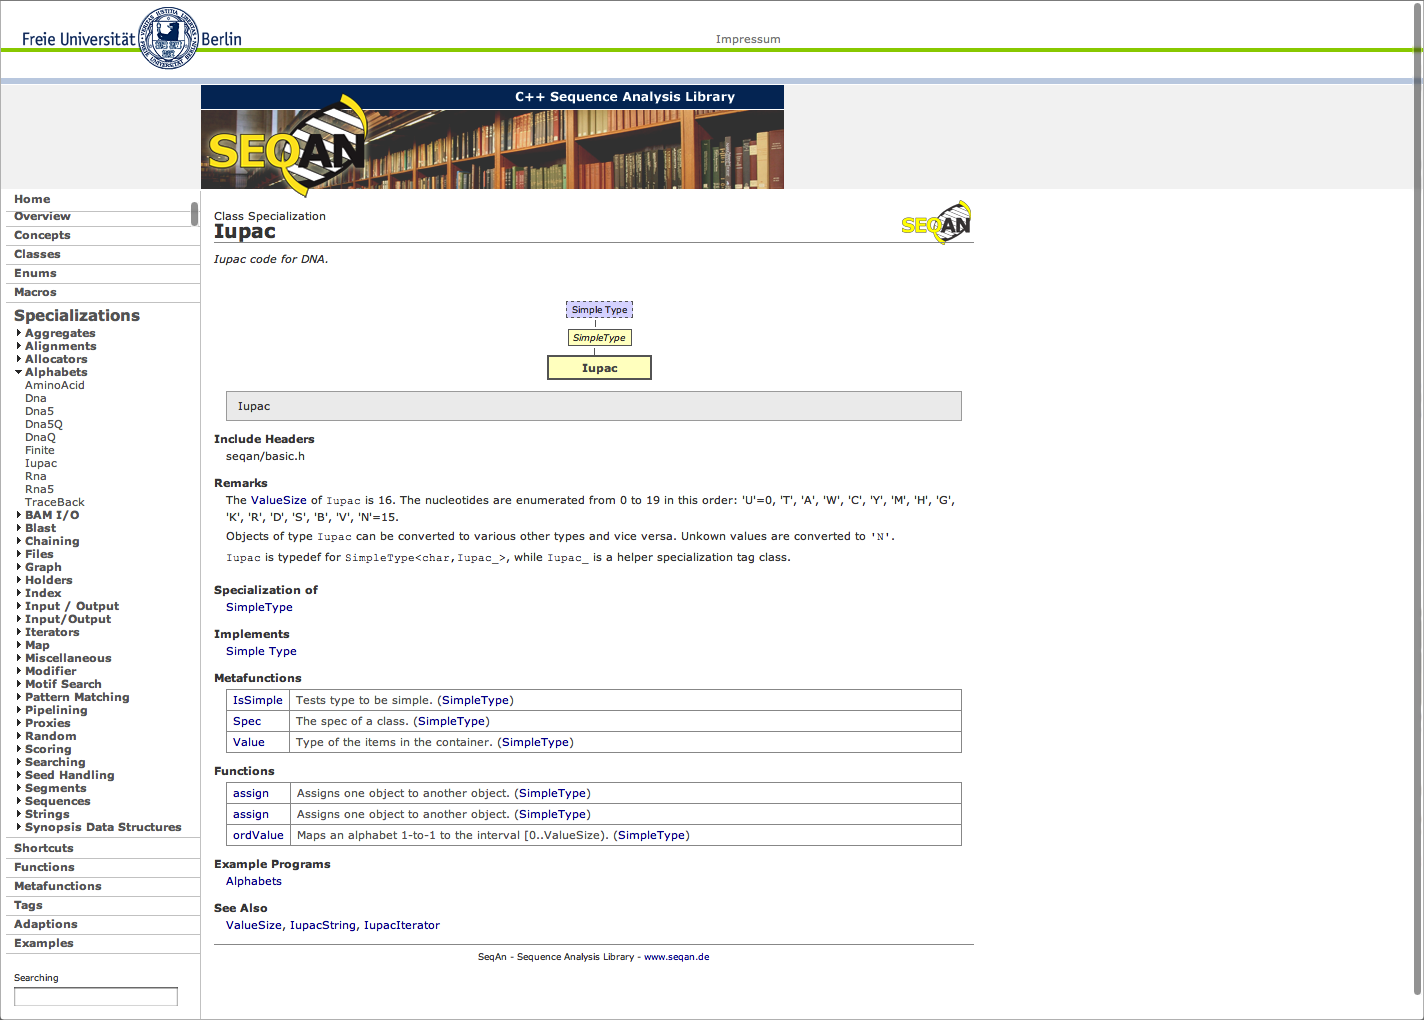 Freie Universität Berlin
Impressum
C++ Sequence Analysis Library
SEQAN
Home
Overview
Concepts
Classes
Enums
Macros
Specializations
Aggregates
Alignments
Allocators
Alphabets
AminoAcid
Dna
Dna5
Dna5Q
DnaQ
Finite
Iupac
Rna
Rna5
TraceBack
BAM I/O
Blast
Chaining
Files
Graph
Holders
Index
Input / Output
Input/Output
Iterators
Map
Miscellaneous
Modifier
Motif Search
Pattern Matching
Pipelining
Proxies
Random
Scoring
Searching
Seed Handling
Segments
Sequences
Strings
Synopsis Data Structures
Shortcuts
Functions
Metafunctions
Tags
Adaptions
Examples
Searching
Class Specialization
Iupac
SEQAN
Iupac code for DNA.
Simple Type
SimpleType
Iupac
Iupac
Include Headers
seqan/basic.h
Remarks
The ValueSize of Iupac is 16. The nucleotides are enumerated from 0 to 19 in this order: 'U'=0, 'T', 'A', 'W', 'C', 'Y', 'M', 'H', 'G',
'K', 'R', 'D', 'S', 'B', 'V', 'N'=15.
Objects of type Iupac can be converted to various other types and vice versa. Unkown values are converted to 'N'.
Iupac is typedef for SimpleType<char,Iupac_>, while Iupac_ is a helper specialization tag class.
Specialization of
SimpleType
Implements
Simple Type
Metafunctions
IsSimple Tests type to be simple. (SimpleType)
Spec The spec of a class. (SimpleType)
Value Type of the items in the container. (SimpleType)
Functions
assign Assigns one object to another object. (SimpleType)
assign Assigns one object to another object. (SimpleType)
ordValue Maps an alphabet 1-to-1 to the interval [0..ValueSize). (SimpleType)
Example Programs
Alphabets
See Also
ValueSize, IupacString, IupacIterator
SeqAn - Sequence Analysis Library - www.seqan.de